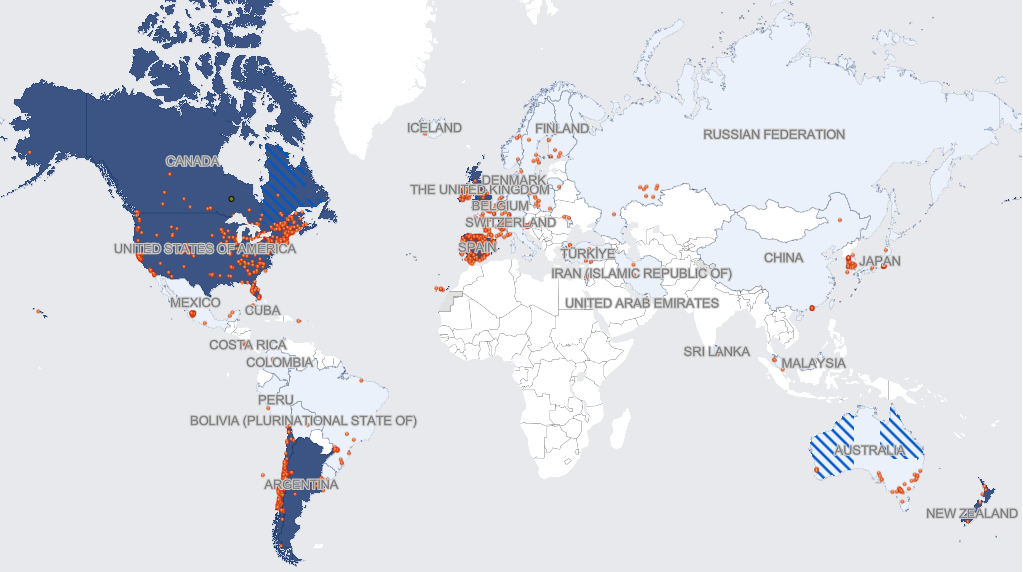 ICELAND
FINLAND
RUSSIAN FEDERATION
CANADA
DENMARK
THE UNITED KINGDOM
BELGIUM
SWITZERLAND
UNITED STATES OF AMERICA
SPAIN
TÜRKIYE
CHINA
JAPAN
IRAN (ISLAMIC REPUBLIC OF)
MEXICO
CUBA
UNITED ARAB EMIRATES
COSTA RICA
SRI LANKA
COLOMBIA
MALAYSIA
PERU
BOLIVIA (PLURINATIONAL STATE OF)
AUSTRALIA
ARGENTINA
NEW ZEALAND